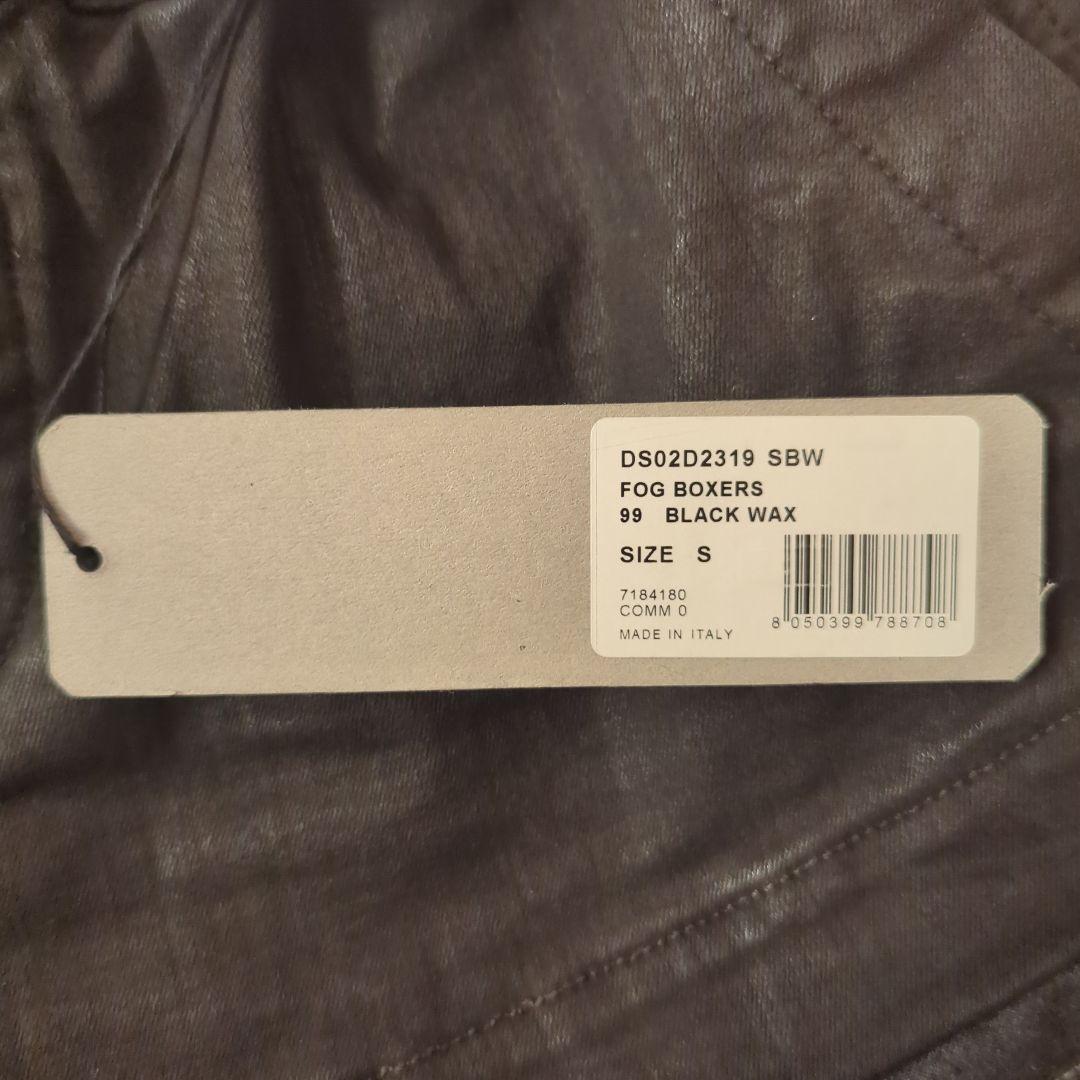 DS02D2319 SBW
FOG BOXERS
99 BLACK WAX
SIZE S
7184180
COMM 0
MADE IN ITALY
8 050399 788708